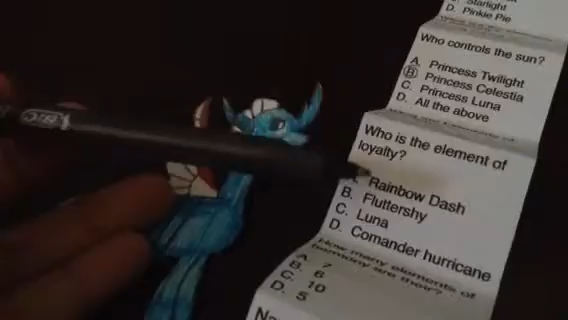 Starlight
D. Pinkie Pie
Who controls the sun?
A. Princess Twilight
B. Princess Celestia
C. Princess Luna
D. All the above
Who is the element of
loyalty?
Rainbow Dash
B. Fluttershy
C. Luna
D. Comander hurricane
How many elements of
harmony are their?
A. 7
B. 6
C. 10
D. 5
BIC